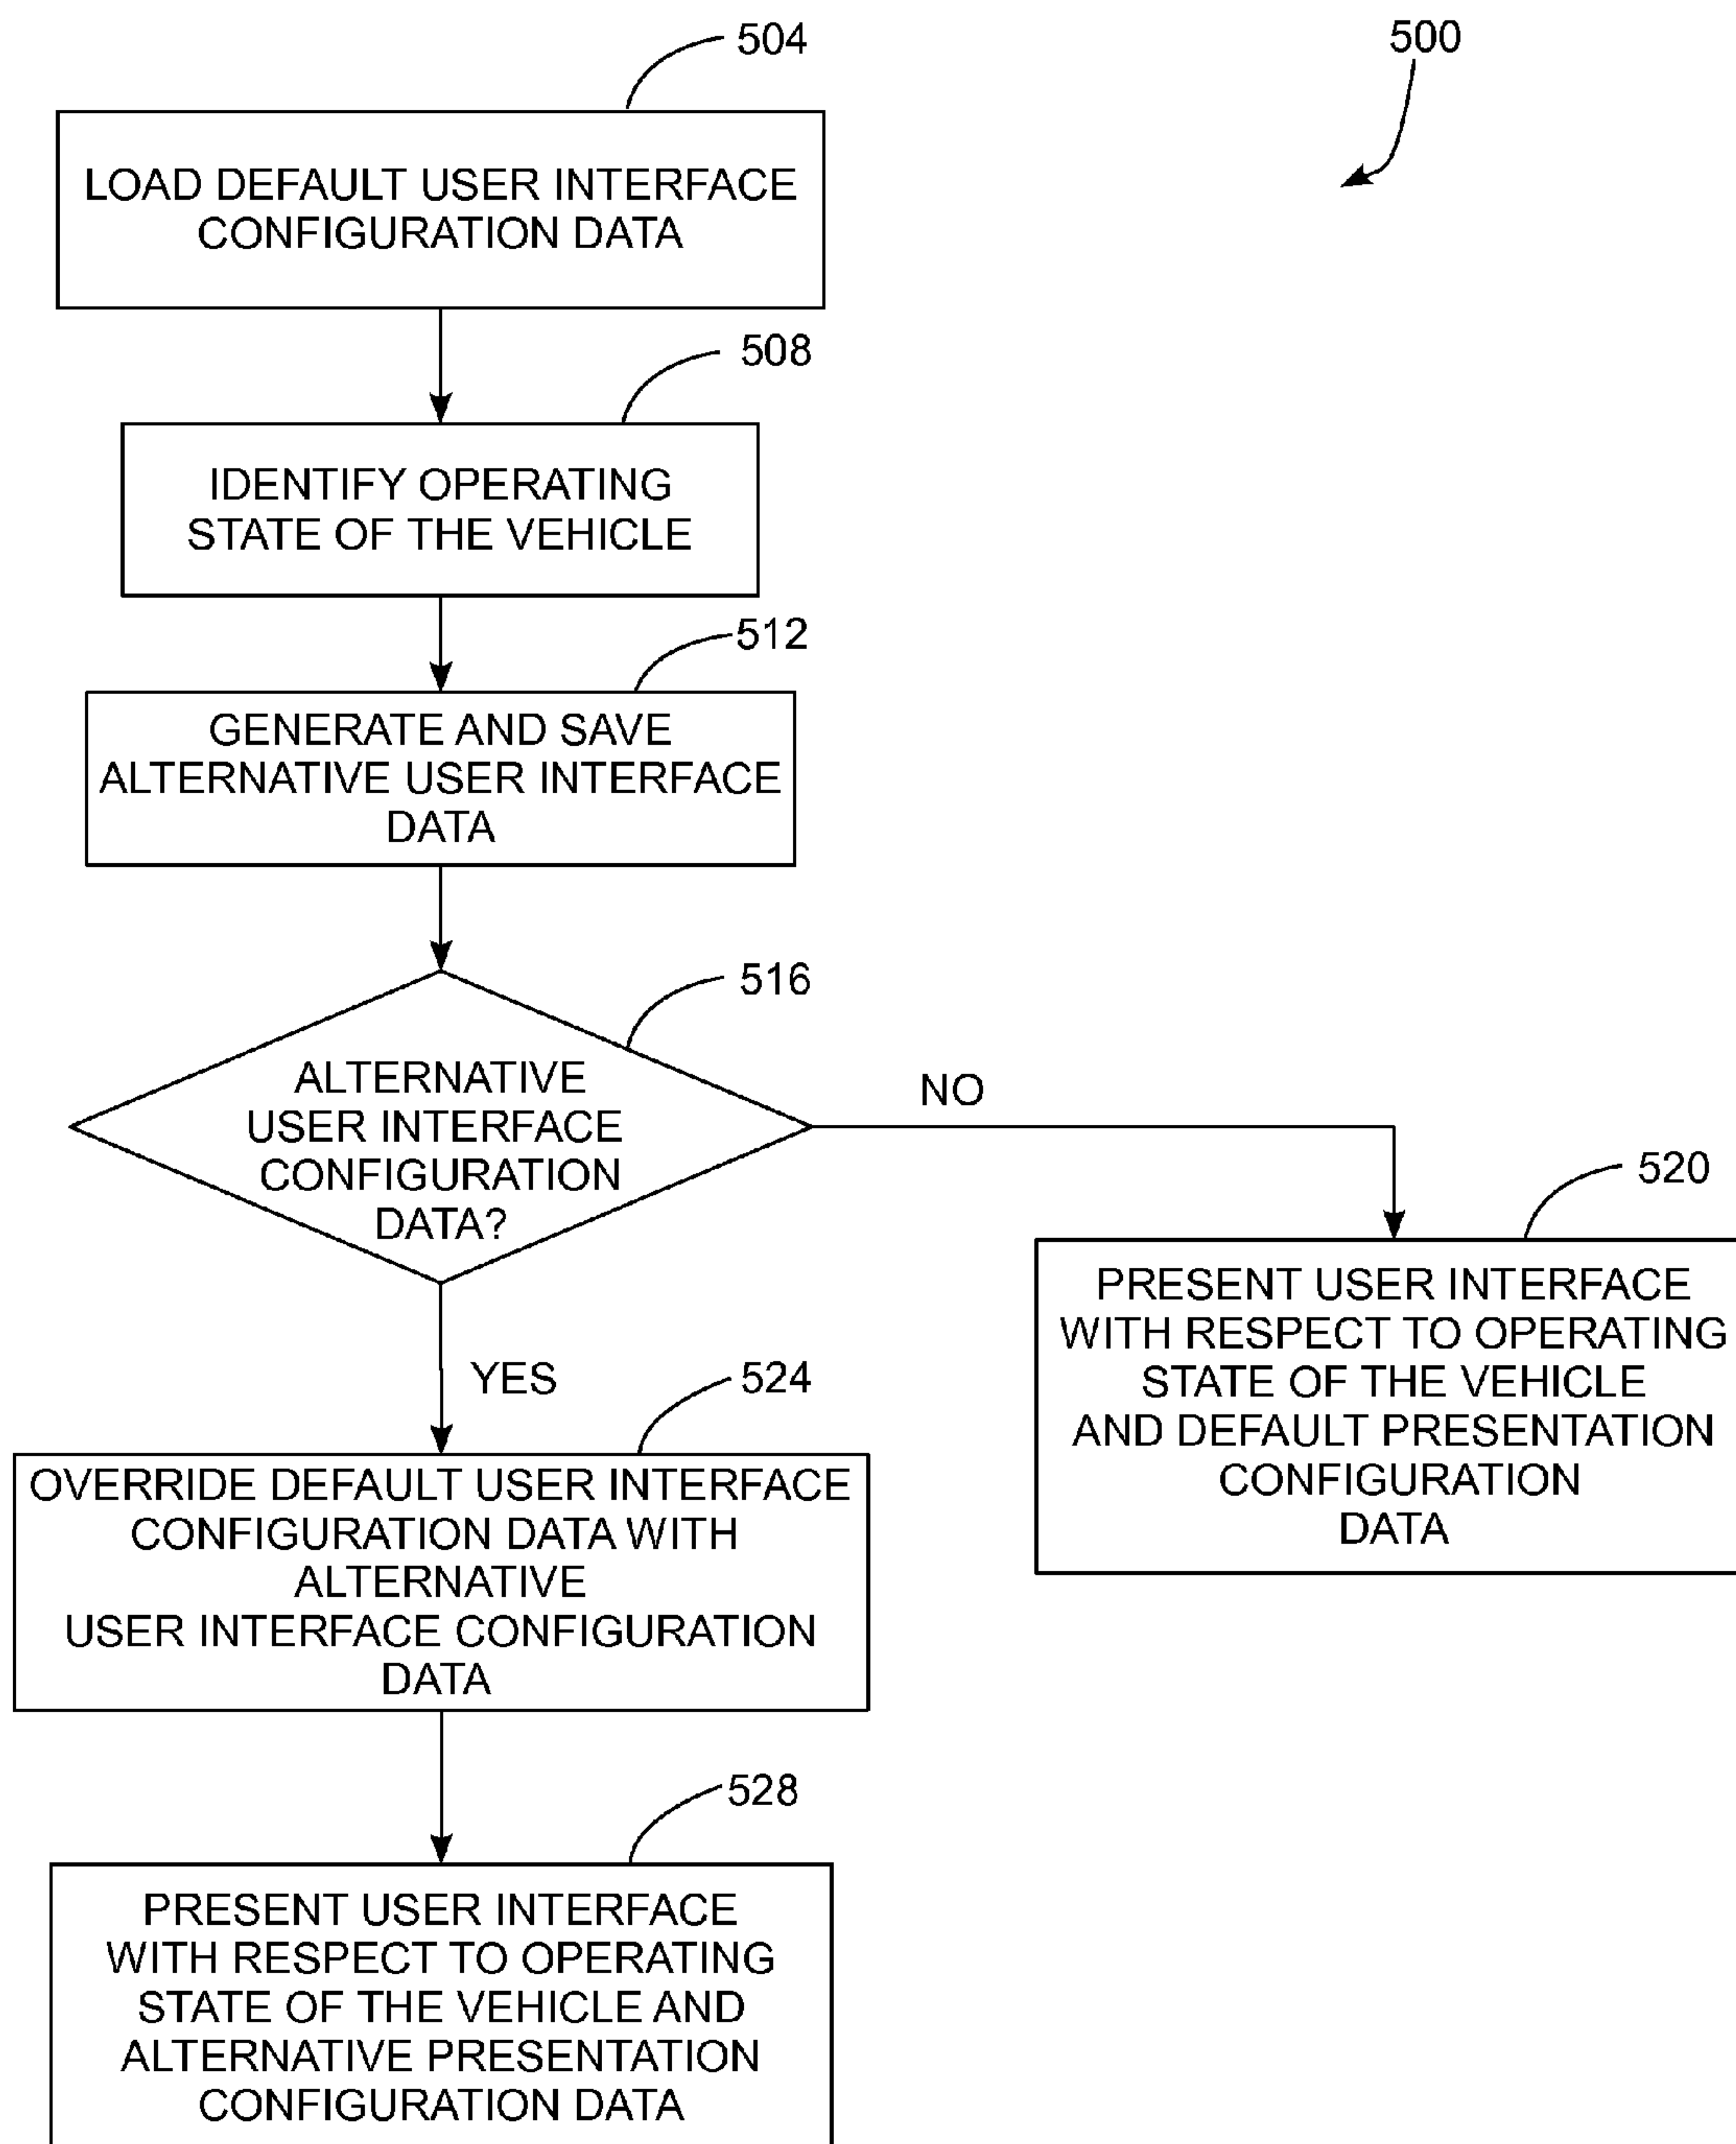 504
500
LOAD DEFAULT USER INTERFACE
CONFIGURATION DATA
508
IDENTIFY OPERATING
STATE OF THE VEHICLE
512
GENERATE AND SAVE
ALTERNATIVE USER INTERFACE
DATA
516
ALTERNATIVE
USER INTERFACE
CONFIGURATION
DATA?
NO
520
PRESENT USER INTERFACE
WITH RESPECT TO OPERATING
STATE OF THE VEHICLE
AND DEFAULT PRESENTATION
CONFIGURATION
DATA
YES
524
OVERRIDE DEFAULT USER INTERFACE
CONFIGURATION DATA WITH
ALTERNATIVE
USER INTERFACE CONFIGURATION
DATA
528
PRESENT USER INTERFACE
WITH RESPECT TO OPERATING
STATE OF THE VEHICLE AND
ALTERNATIVE PRESENTATION
CONFIGURATION DATA